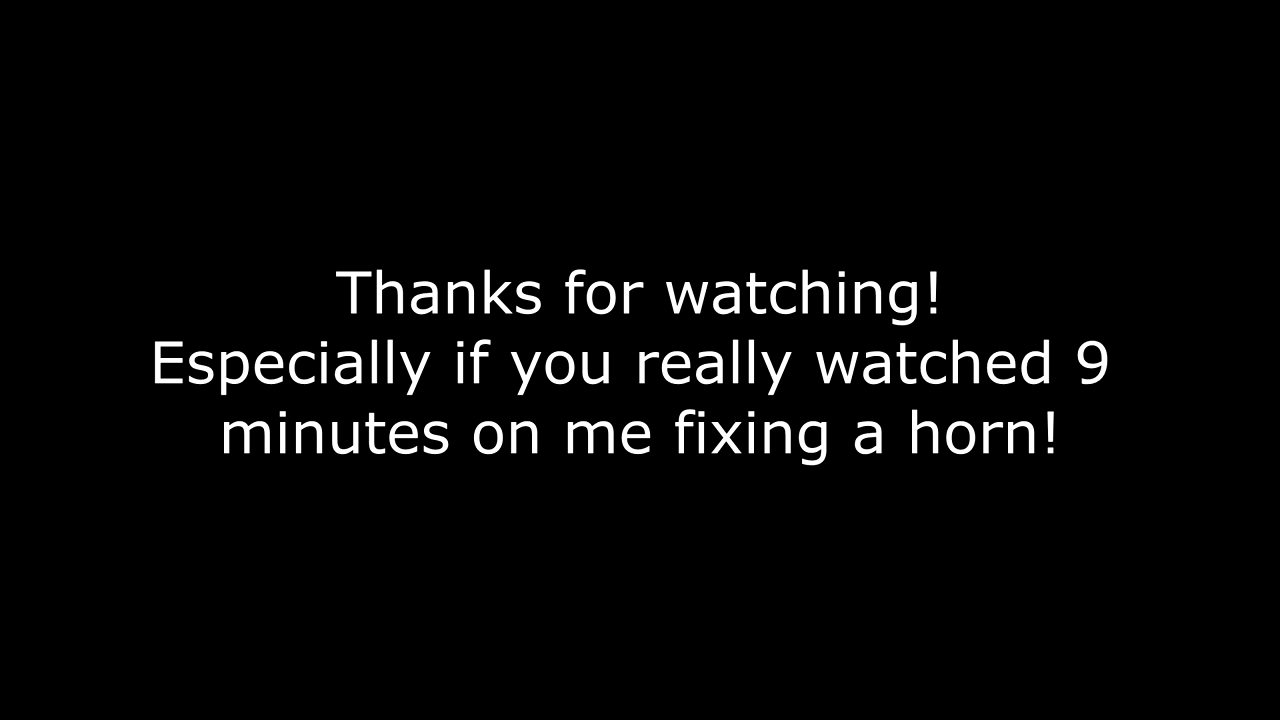 Thanks for watching!
Especially if you really watched 9
minutes on me fixing a horn!